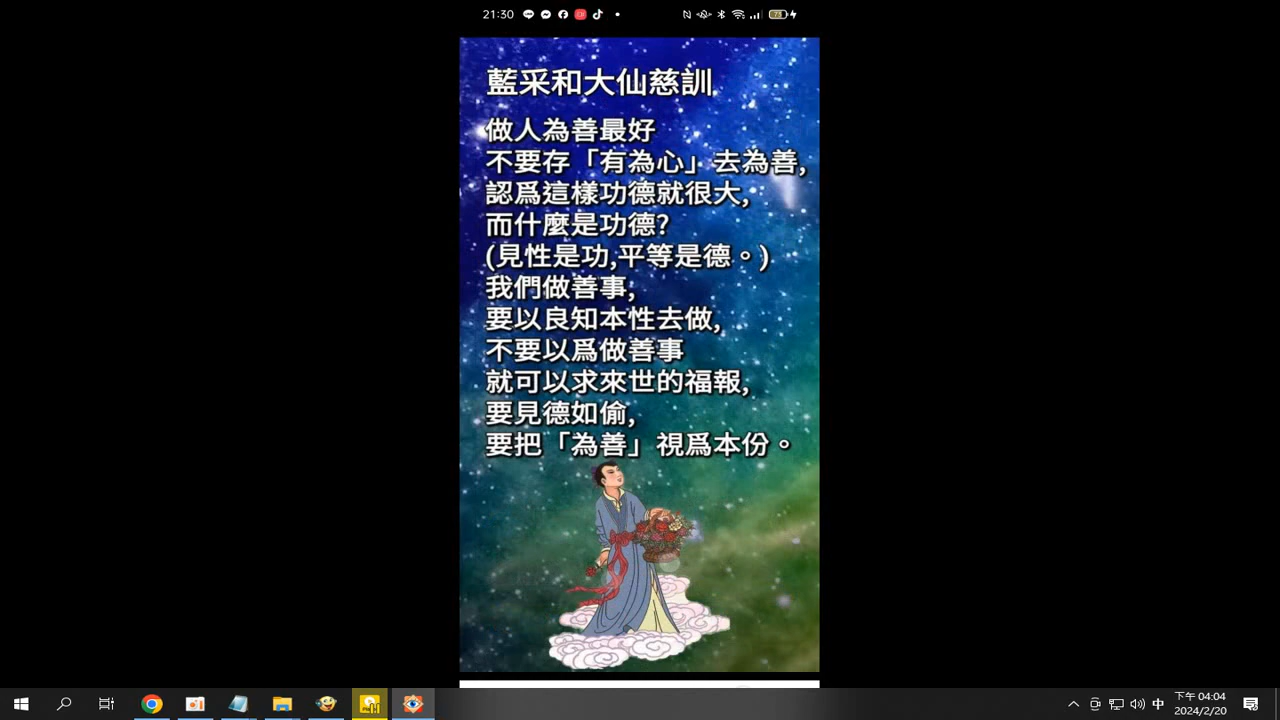 21:30
藍采和大仙慈訓
做人為善最好
不要存「有為心」去為善,
認爲這樣功德就很大,
而什麼是功德?
(見性是功,平等是德。)
我們做善事,
要以良知本性去做,
不要以爲做善事
就可以求來世的福報,
要見德如偷,
要把「為善」視爲本份。
中
下午 04:04
2024/2/20